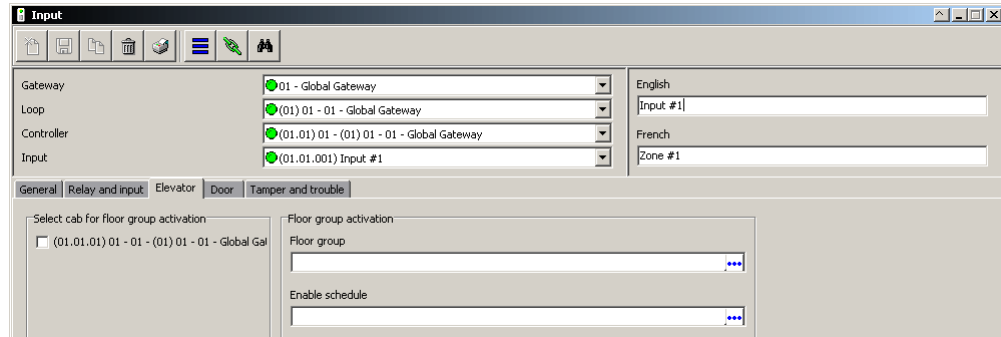 Input
Gateway
01 - Global Gateway
Loop
(01) 01 - 01 - Global Gateway
Controller
(01.01) 01 - (01) 01 - 01 - Global Gateway
Input
(01.01.001) Input #1
English
Input #1
French
Zone #1
General Relay and input Elevator Door Tamper and trouble
Select cab for floor group activation
(01.01.01) 01 - 01 - (01) 01 - 01 - Global Gat
Floor group activation
Floor group
Enable schedule